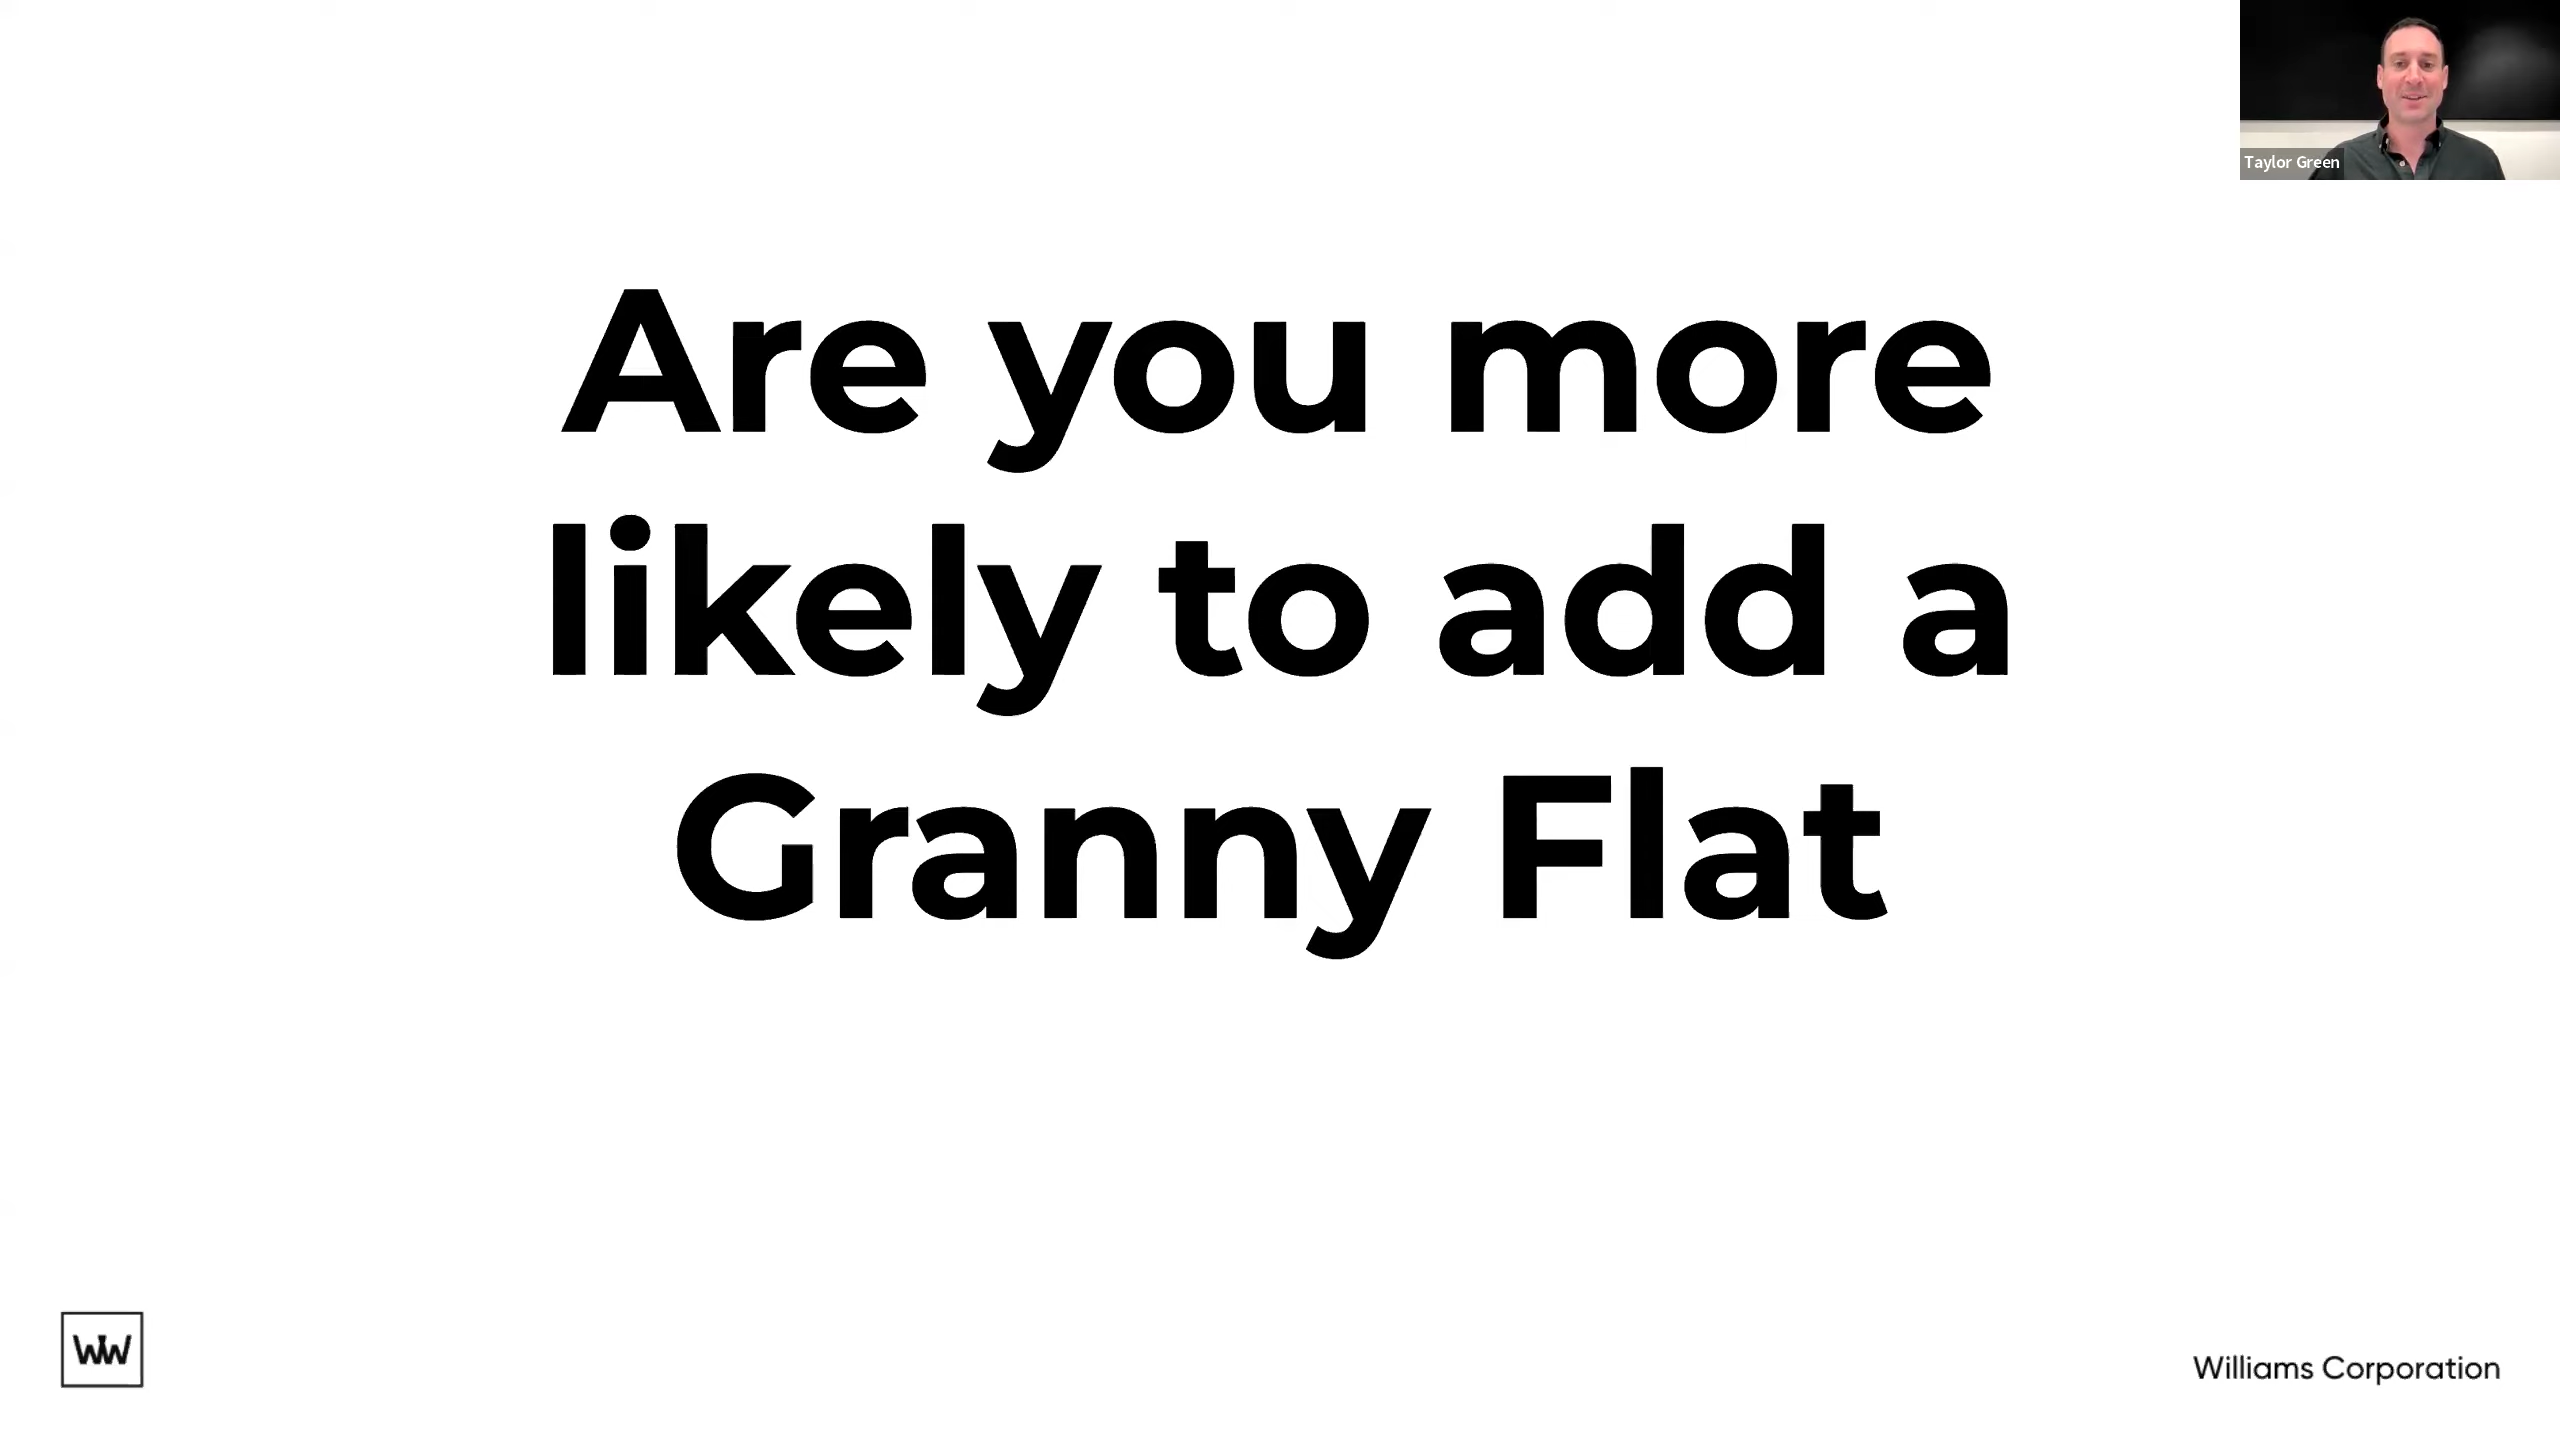 Taylor Green
Are you more
likely to add a
Granny Flat
WW
Williams Corporation